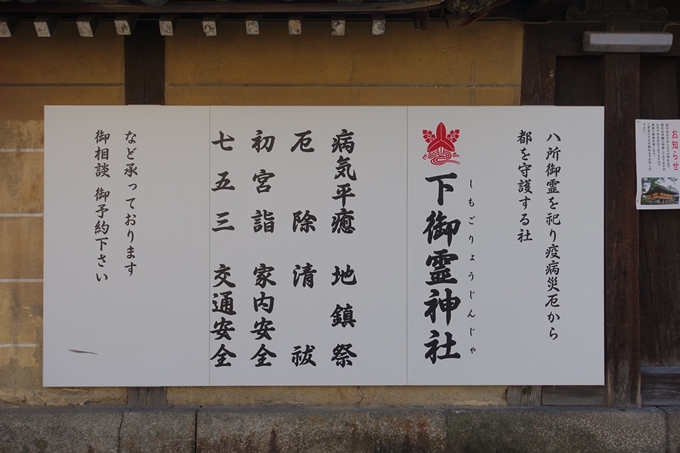 八所御霊を祀り疫病災厄から
都を守護する社
しもごりょうじんじゃ
下御霊神社
病気平癒 地鎮祭
厄除 清祓
初宮詣 家内安全
七五三 交通安全
など承っております
御相談 御予約下さい
お知らせ